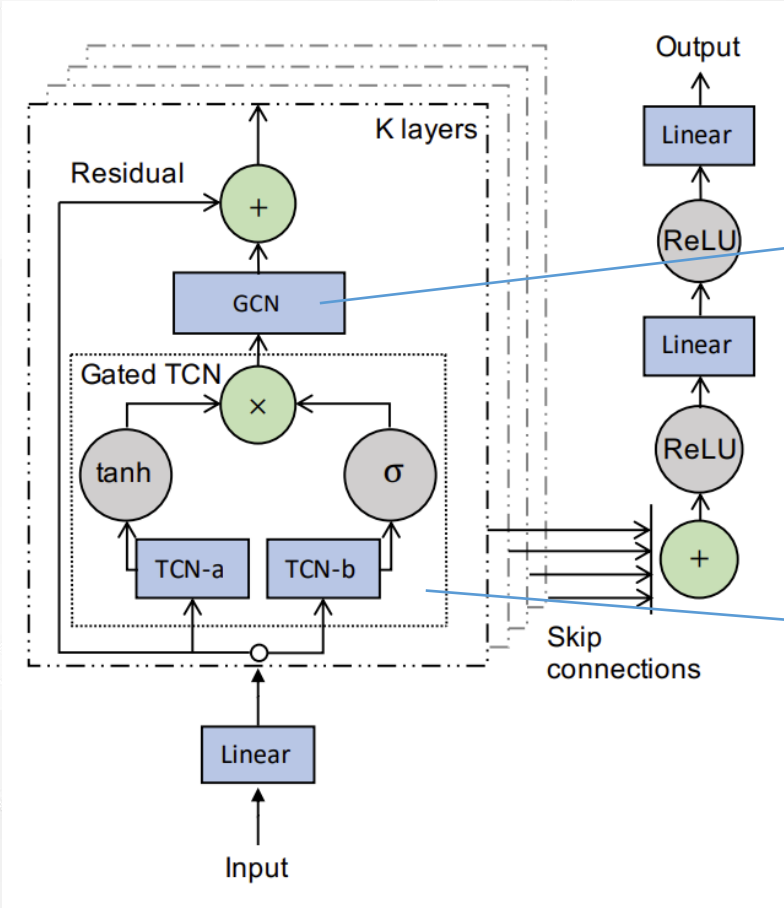 Output
Linear
K layers
Residual
+
ReLU
GCN
Linear
Gated TCN
×
tanh
σ
ReLU
TCN-a
TCN-b
+
Skip
connections
Linear
Input